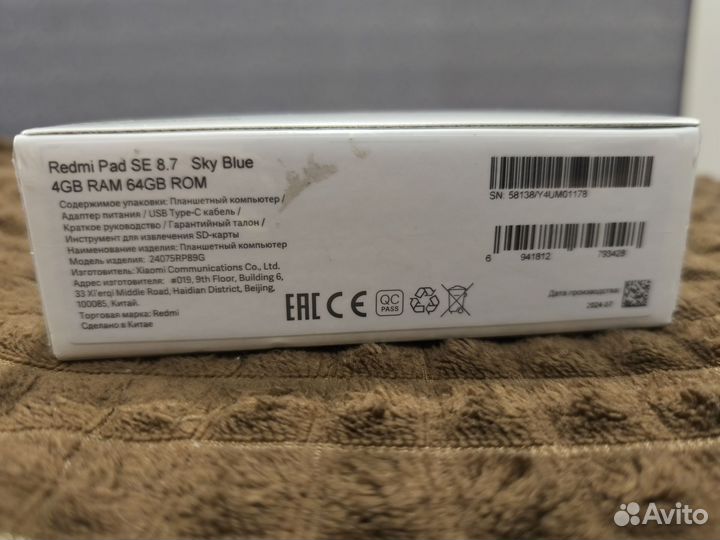 Redmi Pad SE 8.7 Sky Blue
4GB RAM 64GB ROM
Содержимое упаковки: Планшетный компьютер /
Адаптер питания / USB Type-C кабель /
Краткое руководство / Гарантийный талон /
Инструмент для извлечения SD-карты
Наименование изделия: Планшетный компьютер
Модель изделия: 24075RP89G
Изготовитель: Xiaomi Communications Co., Ltd.
Адрес изготовителя: #019, 9th Floor, Building 6,
33 Xi'erqi Middle Road, Haidian District, Beijing,
100085, Китай.
Торговая марка: Redmi
Сделано в Китае
EAC CE
QC
PASS
SN: 58138/Y4UM01178
6 941812 793428
Дата производства:
2024.07
Avito